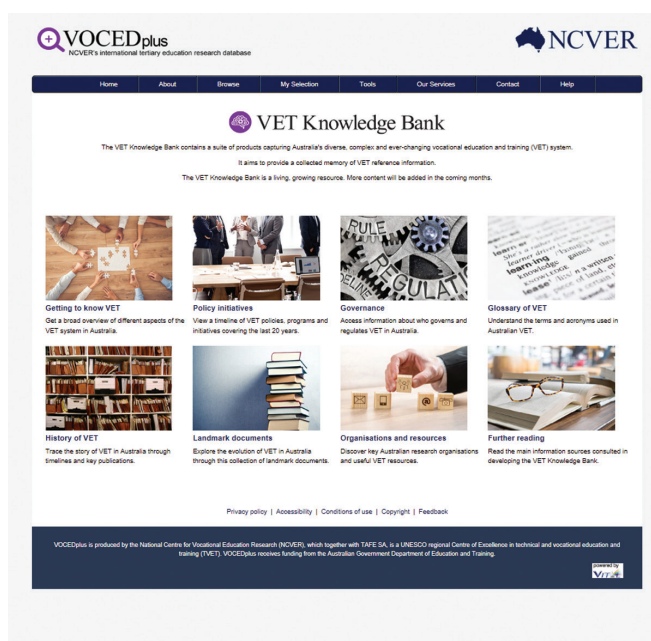 VOCEDplus
NCVER's international tertiary education research database
NCVER
Home About Browse My Selection Tools Our Services Contact Help
VET Knowledge Bank
The VET Knowledge Bank contains a suite of products capturing Australia's diverse, complex and ever-changing vocational education and training (VET) system.
It aims to provide a collected memory of VET reference information.
The VET Knowledge Bank is a living, growing resource. More content will be added in the coming months.
RULE
REGULATI
DELINE
learner driver
learning
knowledge gained
lease
Getting to know VET
Get a broad overview of different aspects of the
VET system in Australia.
Policy initiatives
View a timeline of VET policies, programs and
initiatives covering the last 20 years.
Governance
Access information about who governs and
regulates VET in Australia.
Glossary of VET
Understand the terms and acronyms used in
Australian VET.
History of VET
Trace the story of VET in Australia through
timelines and key publications.
Landmark documents
Explore the evolution of VET in Australia
through this collection of landmark documents.
Organisations and resources
Discover key Australian research organisations
and useful VET resources.
Further reading
Read the main information sources consulted in
developing the VET Knowledge Bank.
Privacy policy | Accessibility | Conditions of use | Copyright | Feedback
VOCEDplus is produced by the National Centre for Vocational Education Research (NCVER), which together with TAFE SA, is a UNESCO regional Centre of Excellence in technical and vocational education and
training (TVET). VOCEDplus receives funding from the Australian Government Department of Education and Training.
powered by